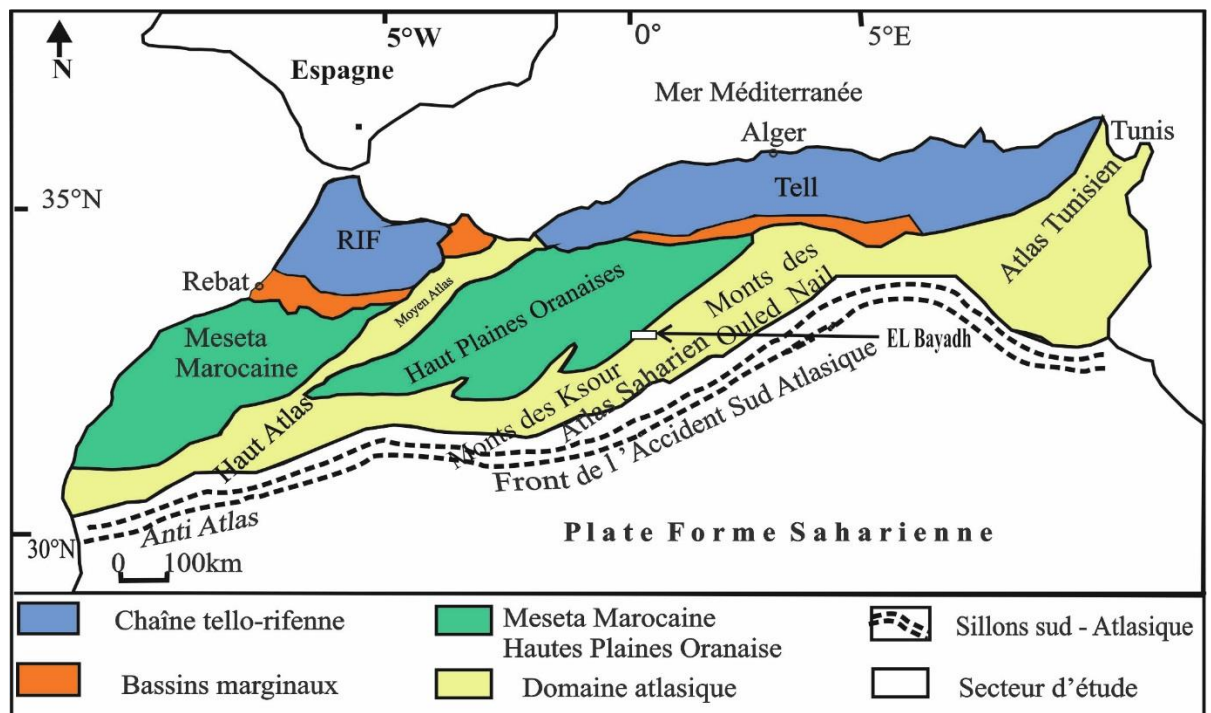 5°W
0°
5°E
N
Espagne
Mer Méditerranée
Alger
Tunis
35°N
Tell
RIF
Atlas Tunisien
Rebat
Moyen Atlas
Monts des
Ouled Nail
Haut Plaines Oranaises
Meseta
Marocaine
EL Bayadh
Haut Atlas
Monts des Ksour
Atlas Saharien
Front de l'Accident Sud Atlasique
Anti Atlas
30°N
Plate Forme Saharienne
0 100km
Chaîne tello-rifenne
Meseta Marocaine
Hautes Plaines Oranaise
Sillons sud - Atlasique
Bassins marginaux
Domaine atlasique
Secteur d'étude